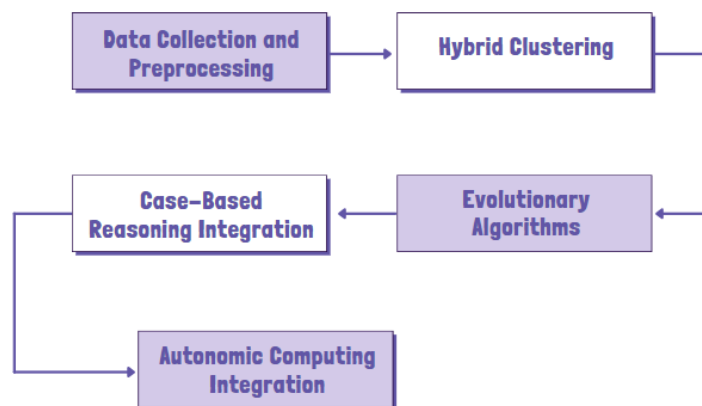 Data Collection and
Preprocessing
Hybrid Clustering
Evolutionary
Algorithms
Case-Based
Reasoning Integration
Autonomic Computing
Integration